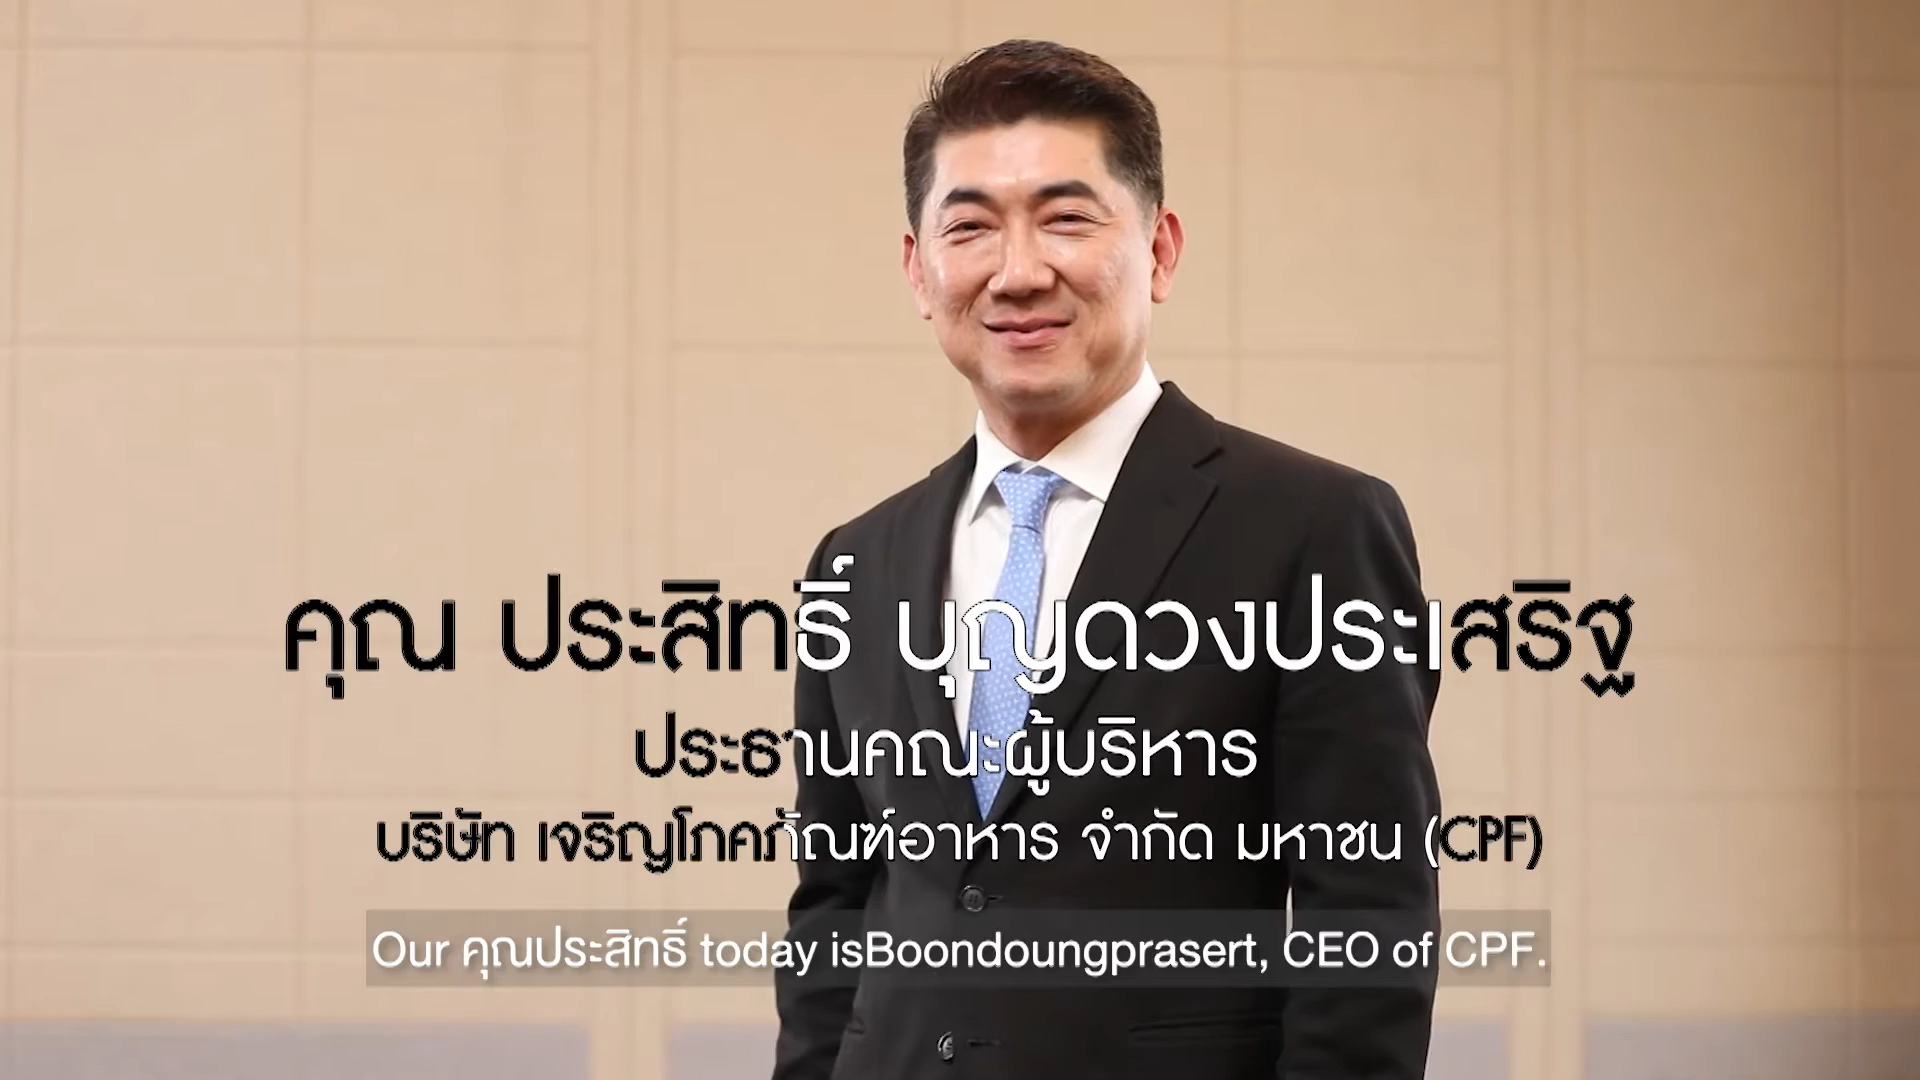 คุณ ประสิทธิ์ บุญดวงประเสริฐ
ประธานคณะผู้บริหาร
บริษัท เจริญโภคภัณฑ์อาหาร จำกัด มหาชน (CPF)
Our คุณประสิทธิ์ today isBoondoungprasert, CEO of CPF.